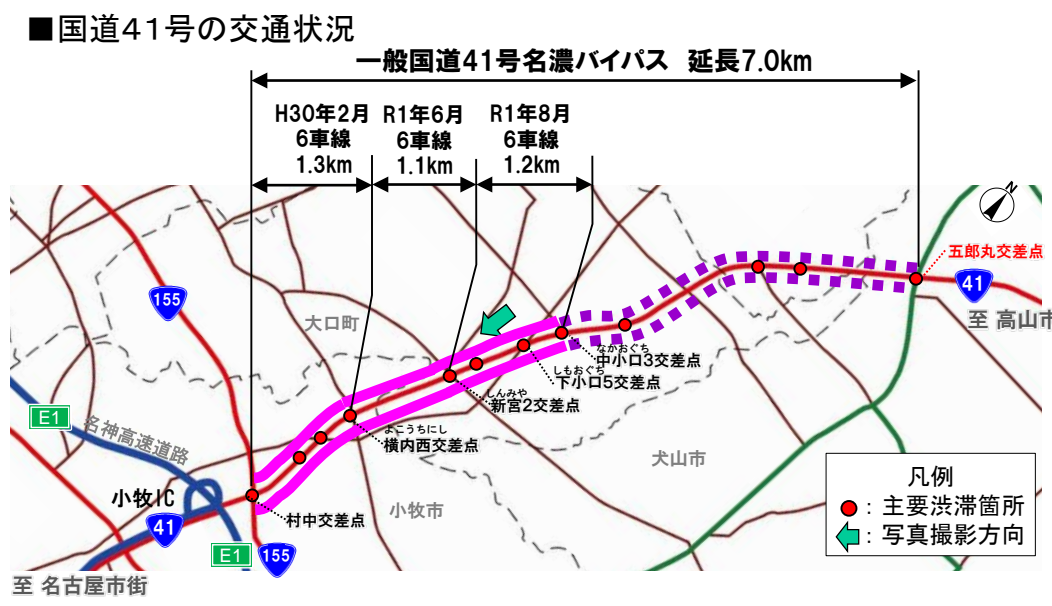 ■国道41号の交通状況
一般国道41号名濃バイパス 延長7.0km
H30年2月
6車線
1.3km
R1年6月
6車線
1.1km
R1年8月
6車線
1.2km
N
五郎丸交差点
41
至 高山市
155
大口町
なかおぐち
中小口3交差点
しもおぐち
下小口5交差点
しんみや
新宮2交差点
よこうちにし
横内西交差点
E1
名神高速道路
犬山市
小牧IC
村中交差点
小牧市
41
E1
155
至 名古屋市街
凡例
: 主要渋滞箇所
: 写真撮影方向